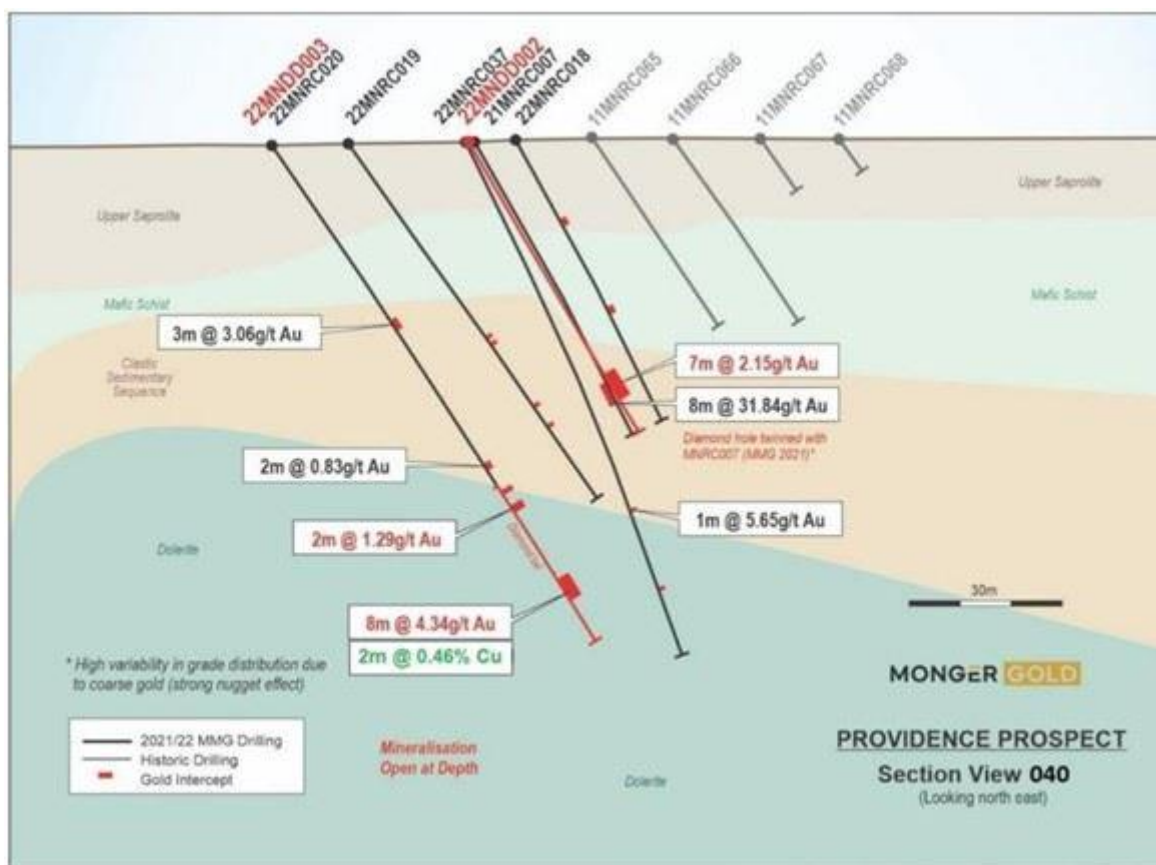 22MNDD003
22MNRC020
22MNRC019
22MNRC037
22MNDD002
21MNRC007
22MNRC018
11MNRC065
11MNRC066
11MNRC067
11MNRC068
Upper Saprolite
Upper Saprolite
Mafic Schist
Mafic Schist
3m @ 3.06g/t Au
Clastic
Sedimentary
Sequence
7m @ 2.15g/t Au
8m @ 31.84g/t Au
Diamond hole twinned with
MNRC007 (MMG 2021)*
2m @ 0.83g/t Au
1m @ 5.65g/t Au
2m @ 1.29g/t Au
Diamond tail
Dolerite
8m @ 4.34g/t Au
2m @ 0.46% Cu
30m
* High variability in grade distribution due
to coarse gold (strong nugget effect)
MONGER GOLD
2021/22 MMG Drilling
Historic Drilling
Gold Intercept
Mineralisation
Open at Depth
Dolerite
PROVIDENCE PROSPECT
Section View 040
(Looking north east)